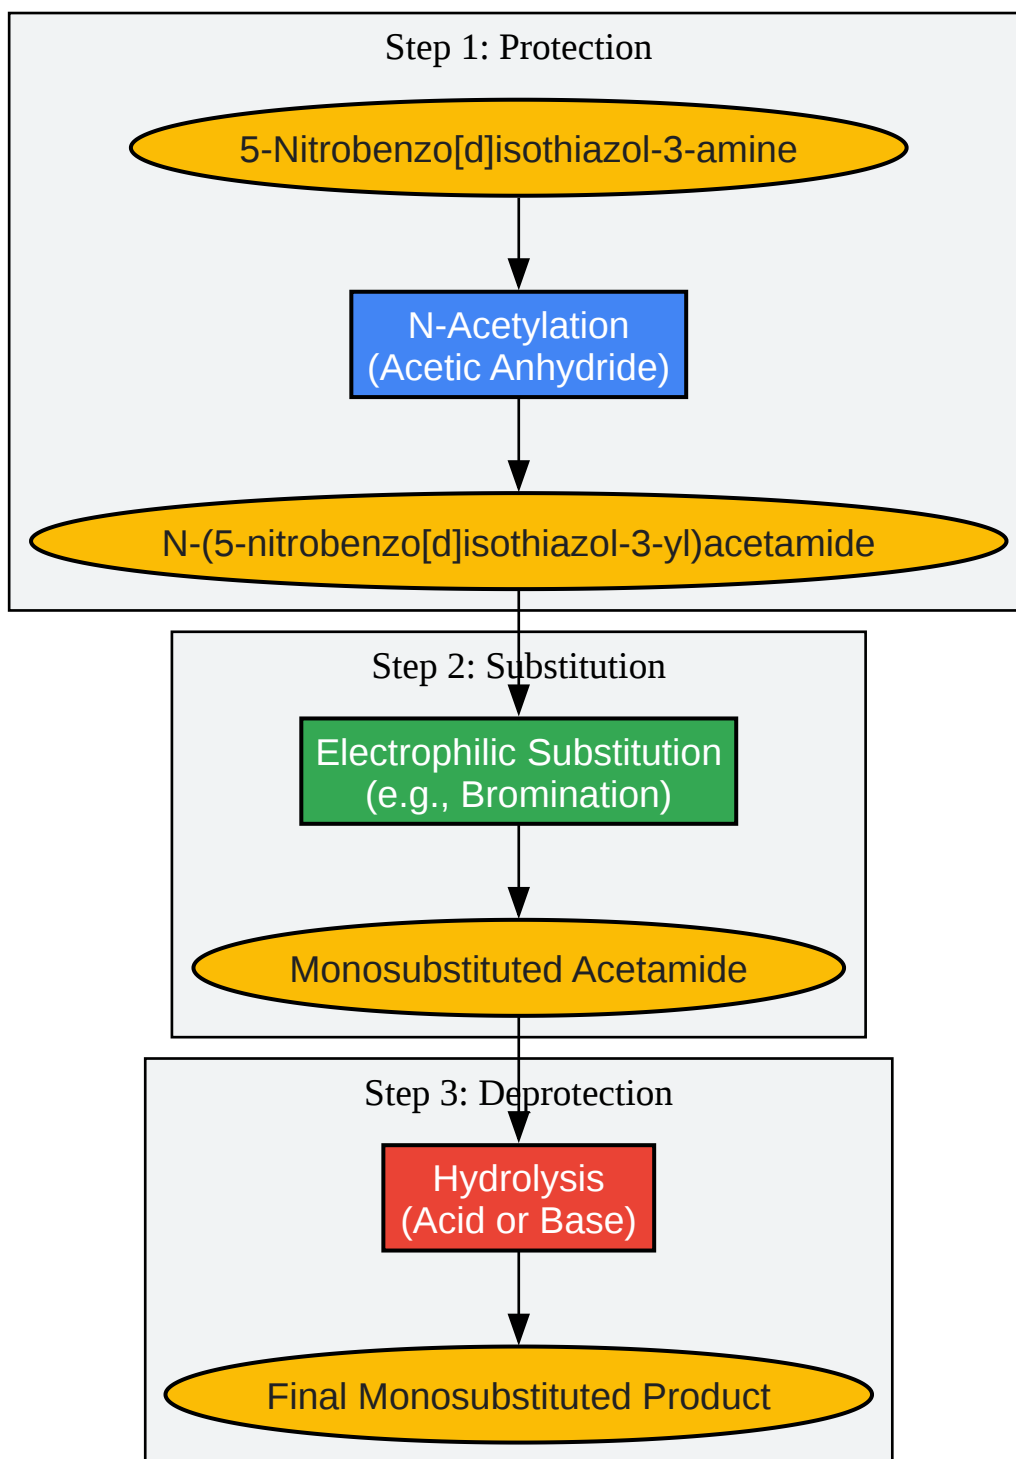 Step 1: Protection
5-Nitrobenzo[d]isothiazol-3-amine
N-Acetylation
(Acetic Anhydride)
N-(5-nitrobenzo[d]isothiazol-3-yl)acetamide
Step 2: Substitution
Electrophilic Substitution
(e.g., Bromination)
Monosubstituted Acetamide
Step 3: Deprotection
Hydrolysis
(Acid or Base)
Final Monosubstituted Product